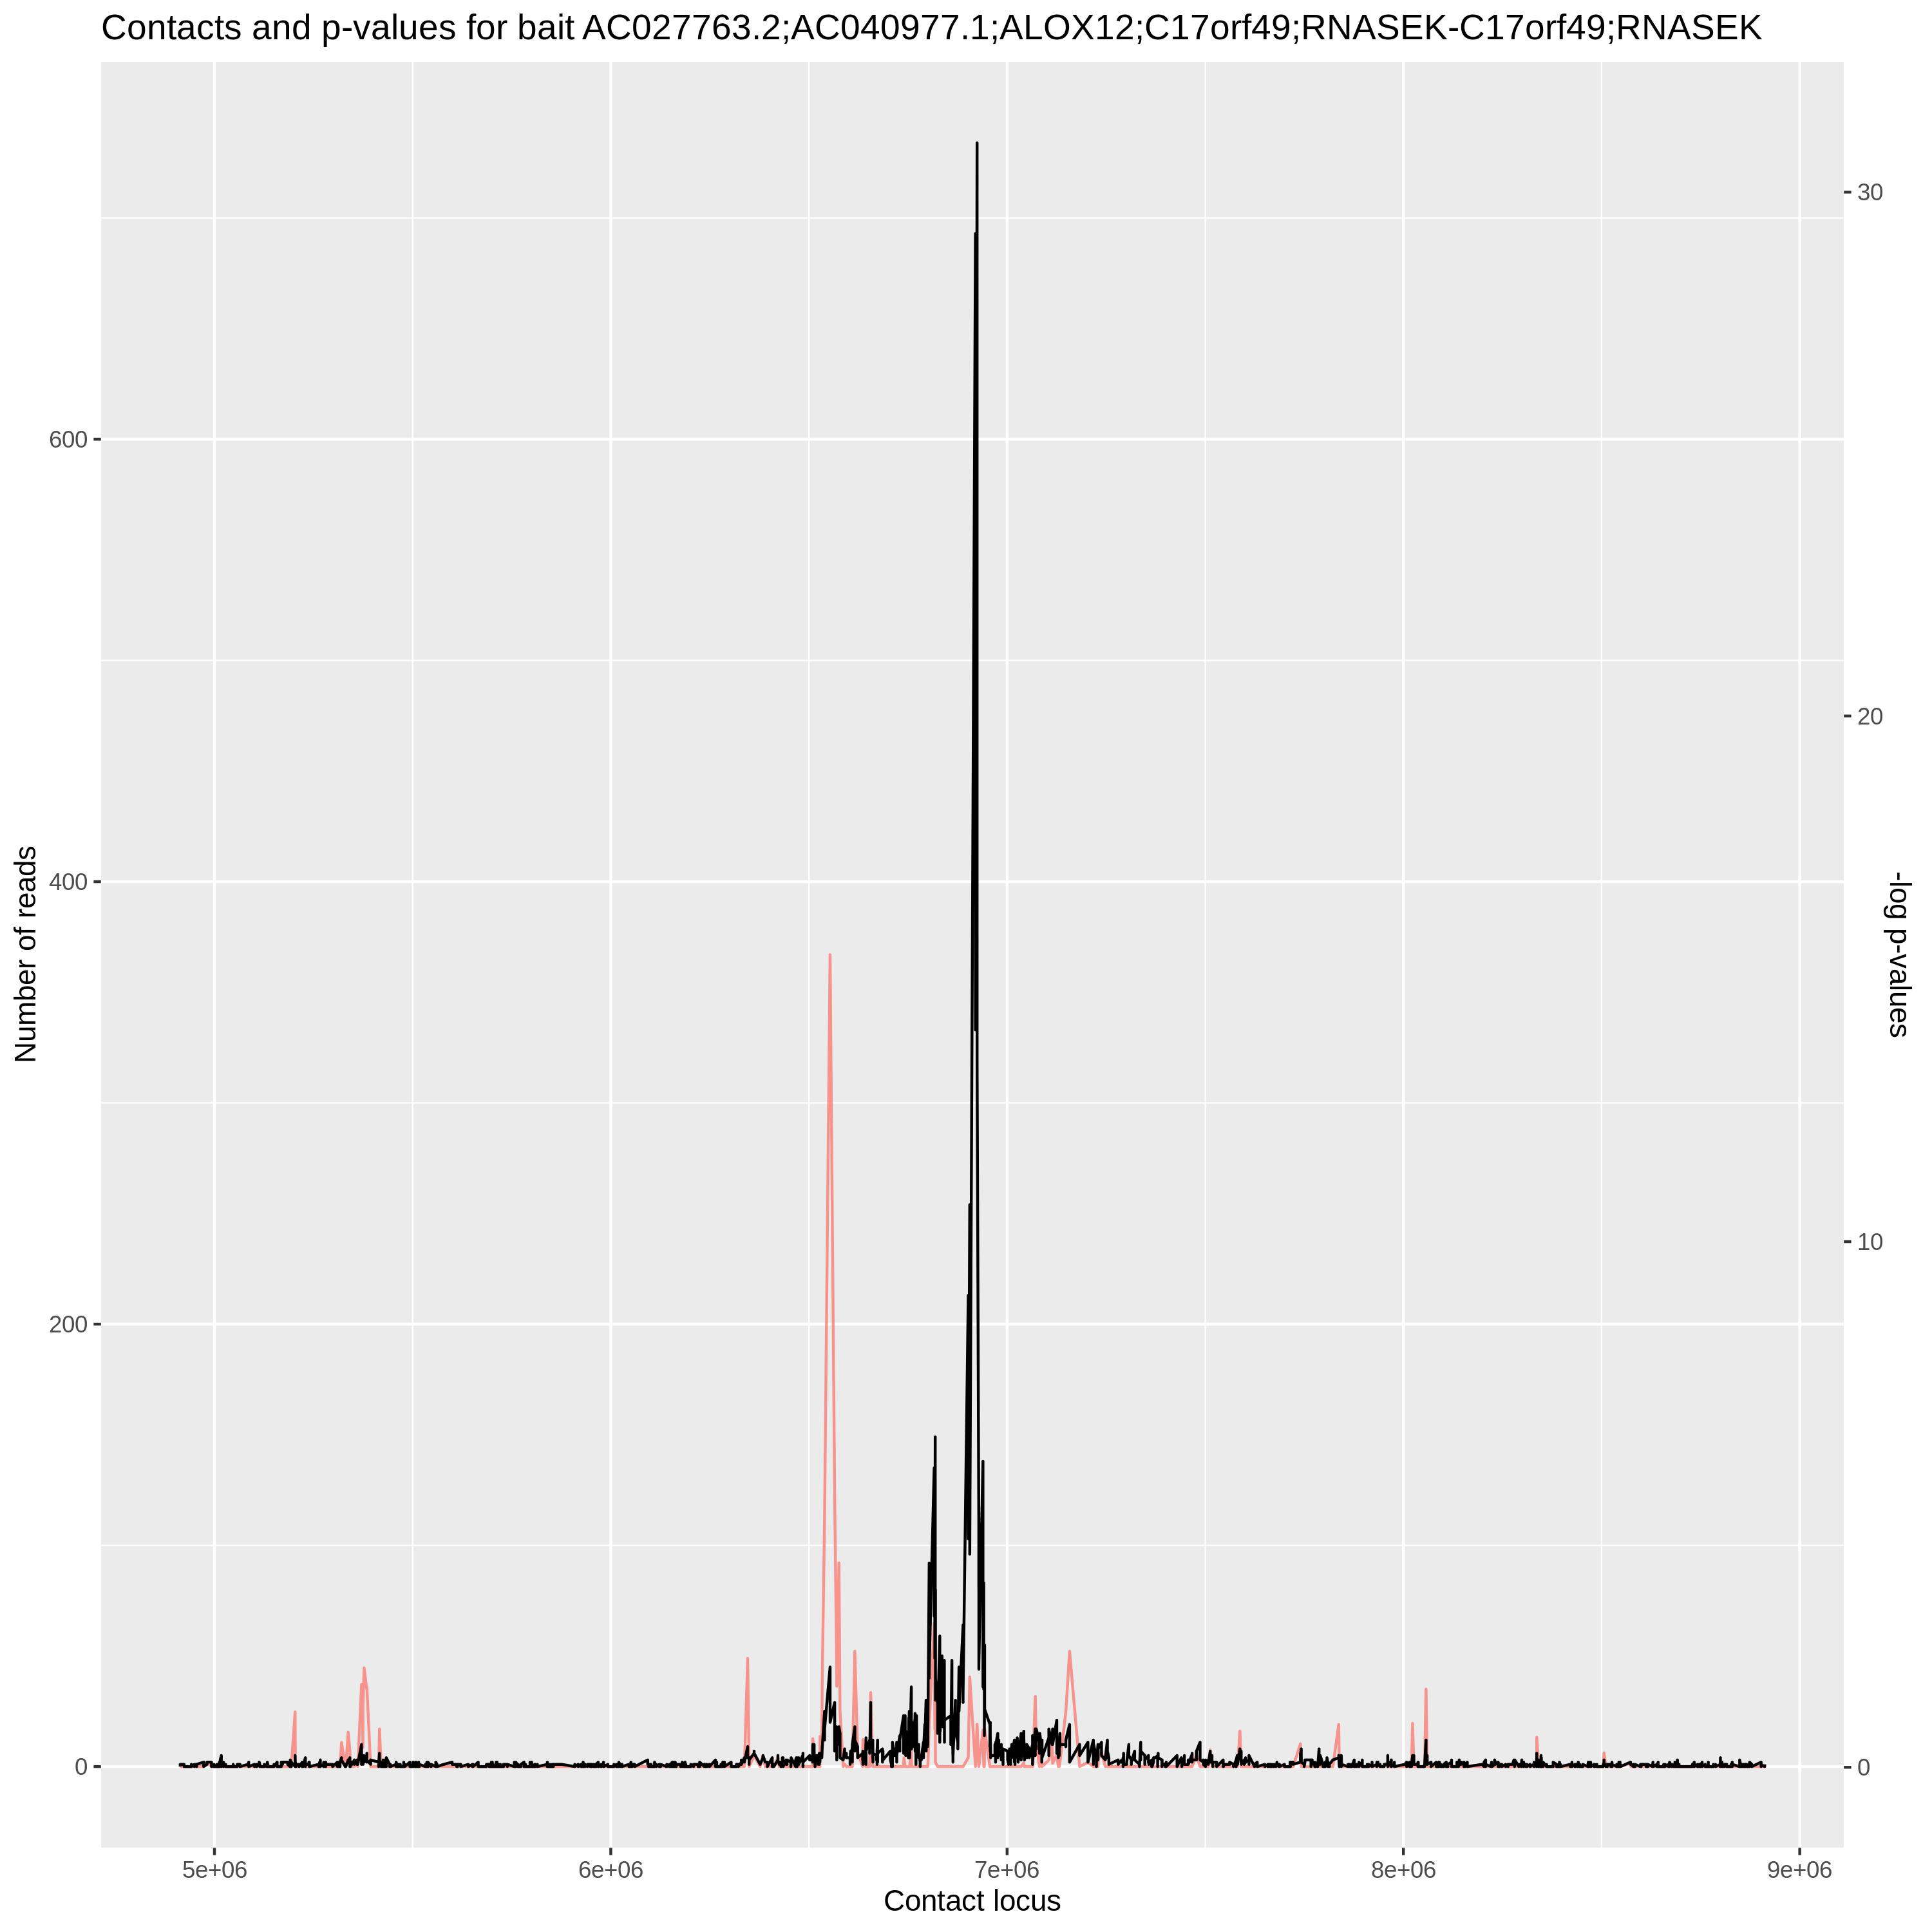 Contacts and p-values for bait AC027763.2;AC040977.1;ALOX12;C17orf49;RNASEK-C17orf49;RNASEK
30
600
20
400
Number of reads
-log p-values
10
200
0
0
5e+06 6e+06 7e+06 8e+06 9e+06
Contact locus